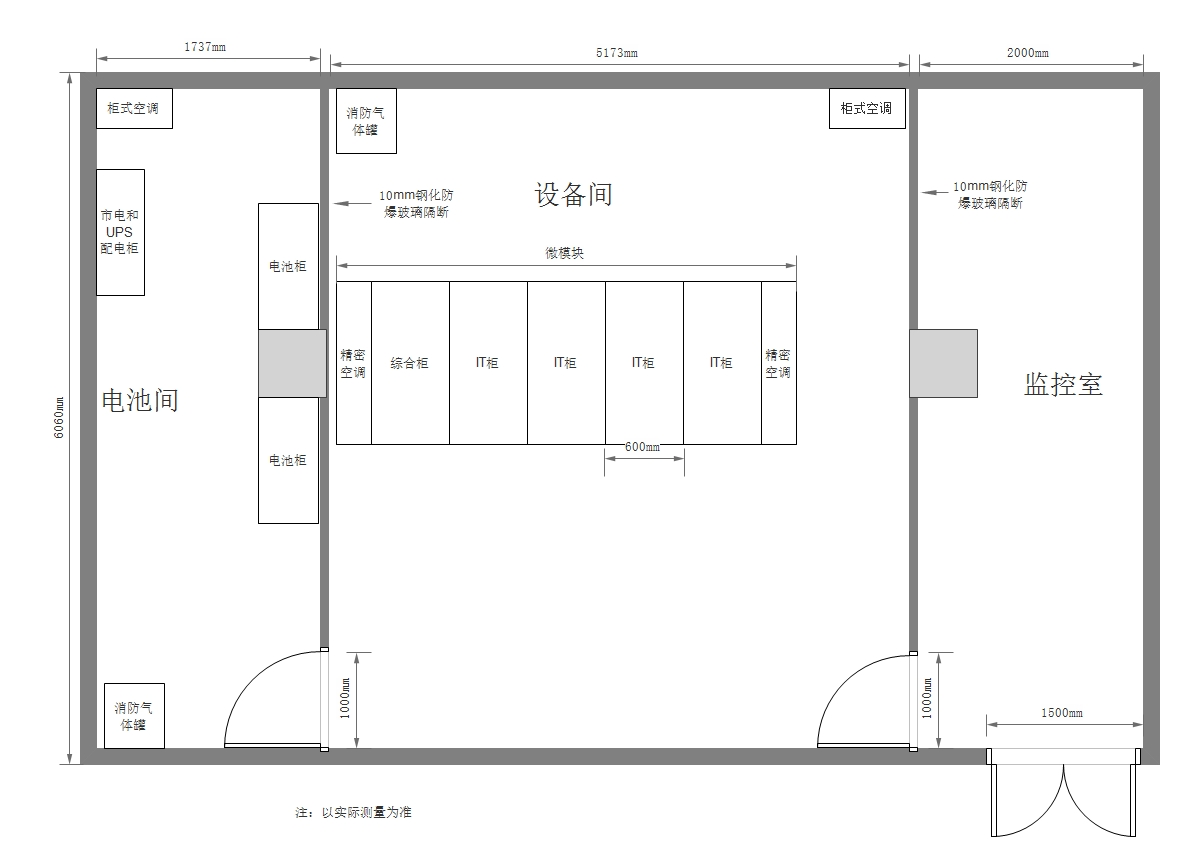 1737mm
5173mm
2000mm
柜式空调
消防气
体罐
柜式空调
10mm钢化防
爆玻璃隔断
设备间
10mm钢化防
爆玻璃隔断
市电和
UPS
配电柜
电池柜
微模块
精密
空调
综合柜
IT柜
IT柜
IT柜
IT柜
精密
空调
电池间
监控室
6060mm
电池柜
600mm
消防气
体罐
1000mm
1000mm
1500mm
注：以实际测量为准